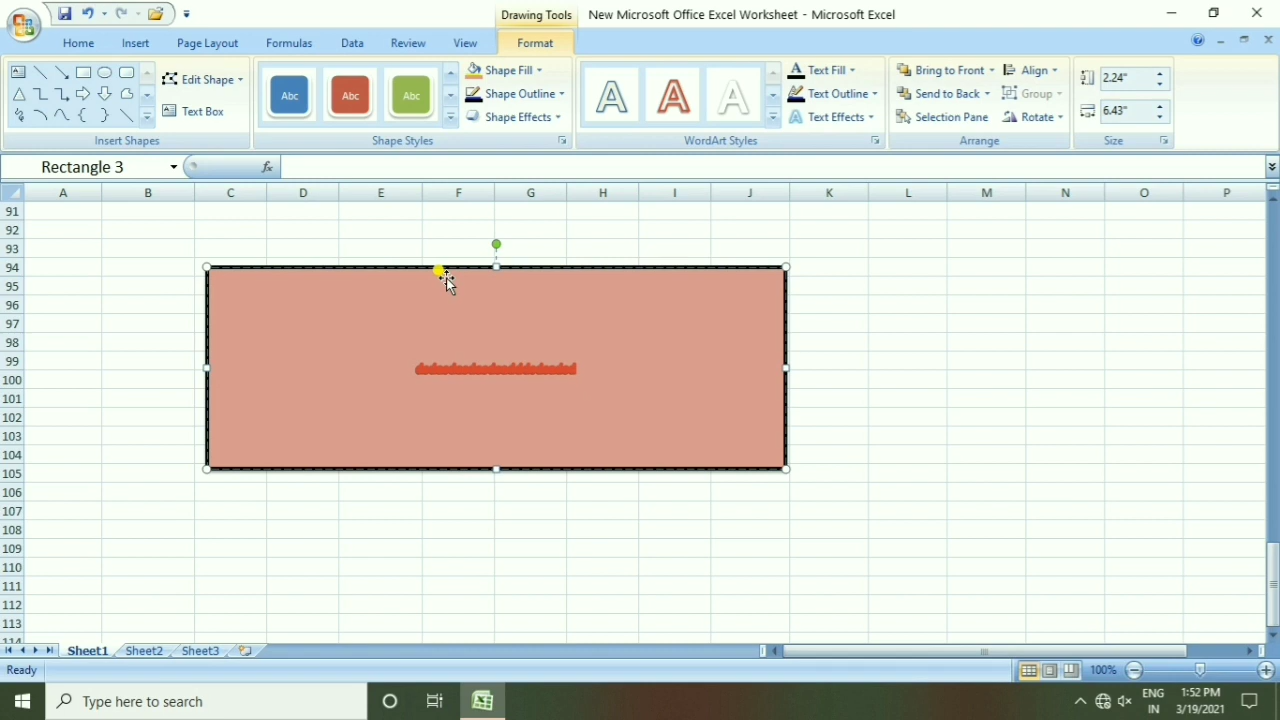 Drawing Tools New Microsoft Office Excel Worksheet - Microsoft Excel
Home Insert Page Layout Formulas Data Review View Format
Edit Shape
Text Box
Insert Shapes
Abc Abc Abc
Shape Fill
Shape Outline
Shape Effects
Shape Styles
A A A
Text Fill
Text Outline
Text Effects
WordArt Styles
Bring to Front
Send to Back
Selection Pane
Align
Group
Rotate
Arrange
2.24"
6.43"
Size
Rectangle 3 fx
A B C D E F G H I J K L M N O P
91
92
93
94
95
96
97
98
99
100
101
102
103
104
105
106
107
108
109
110
111
112
113
114
Sheet1 Sheet2 Sheet3
Ready 100%
Type here to search
ENG
IN
1:52 PM
3/19/2021